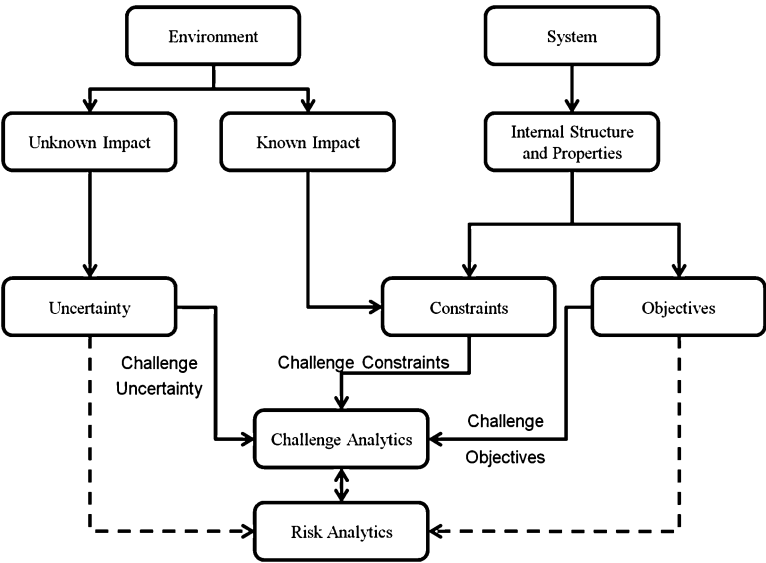 Environment
System
Unknown Impact
Known Impact
Internal Structure
and Properties
Uncertainty
Constraints
Objectives
Challenge
Uncertainty
Challenge Constraints
Challenge Analytics
Challenge
Objectives
Risk Analytics